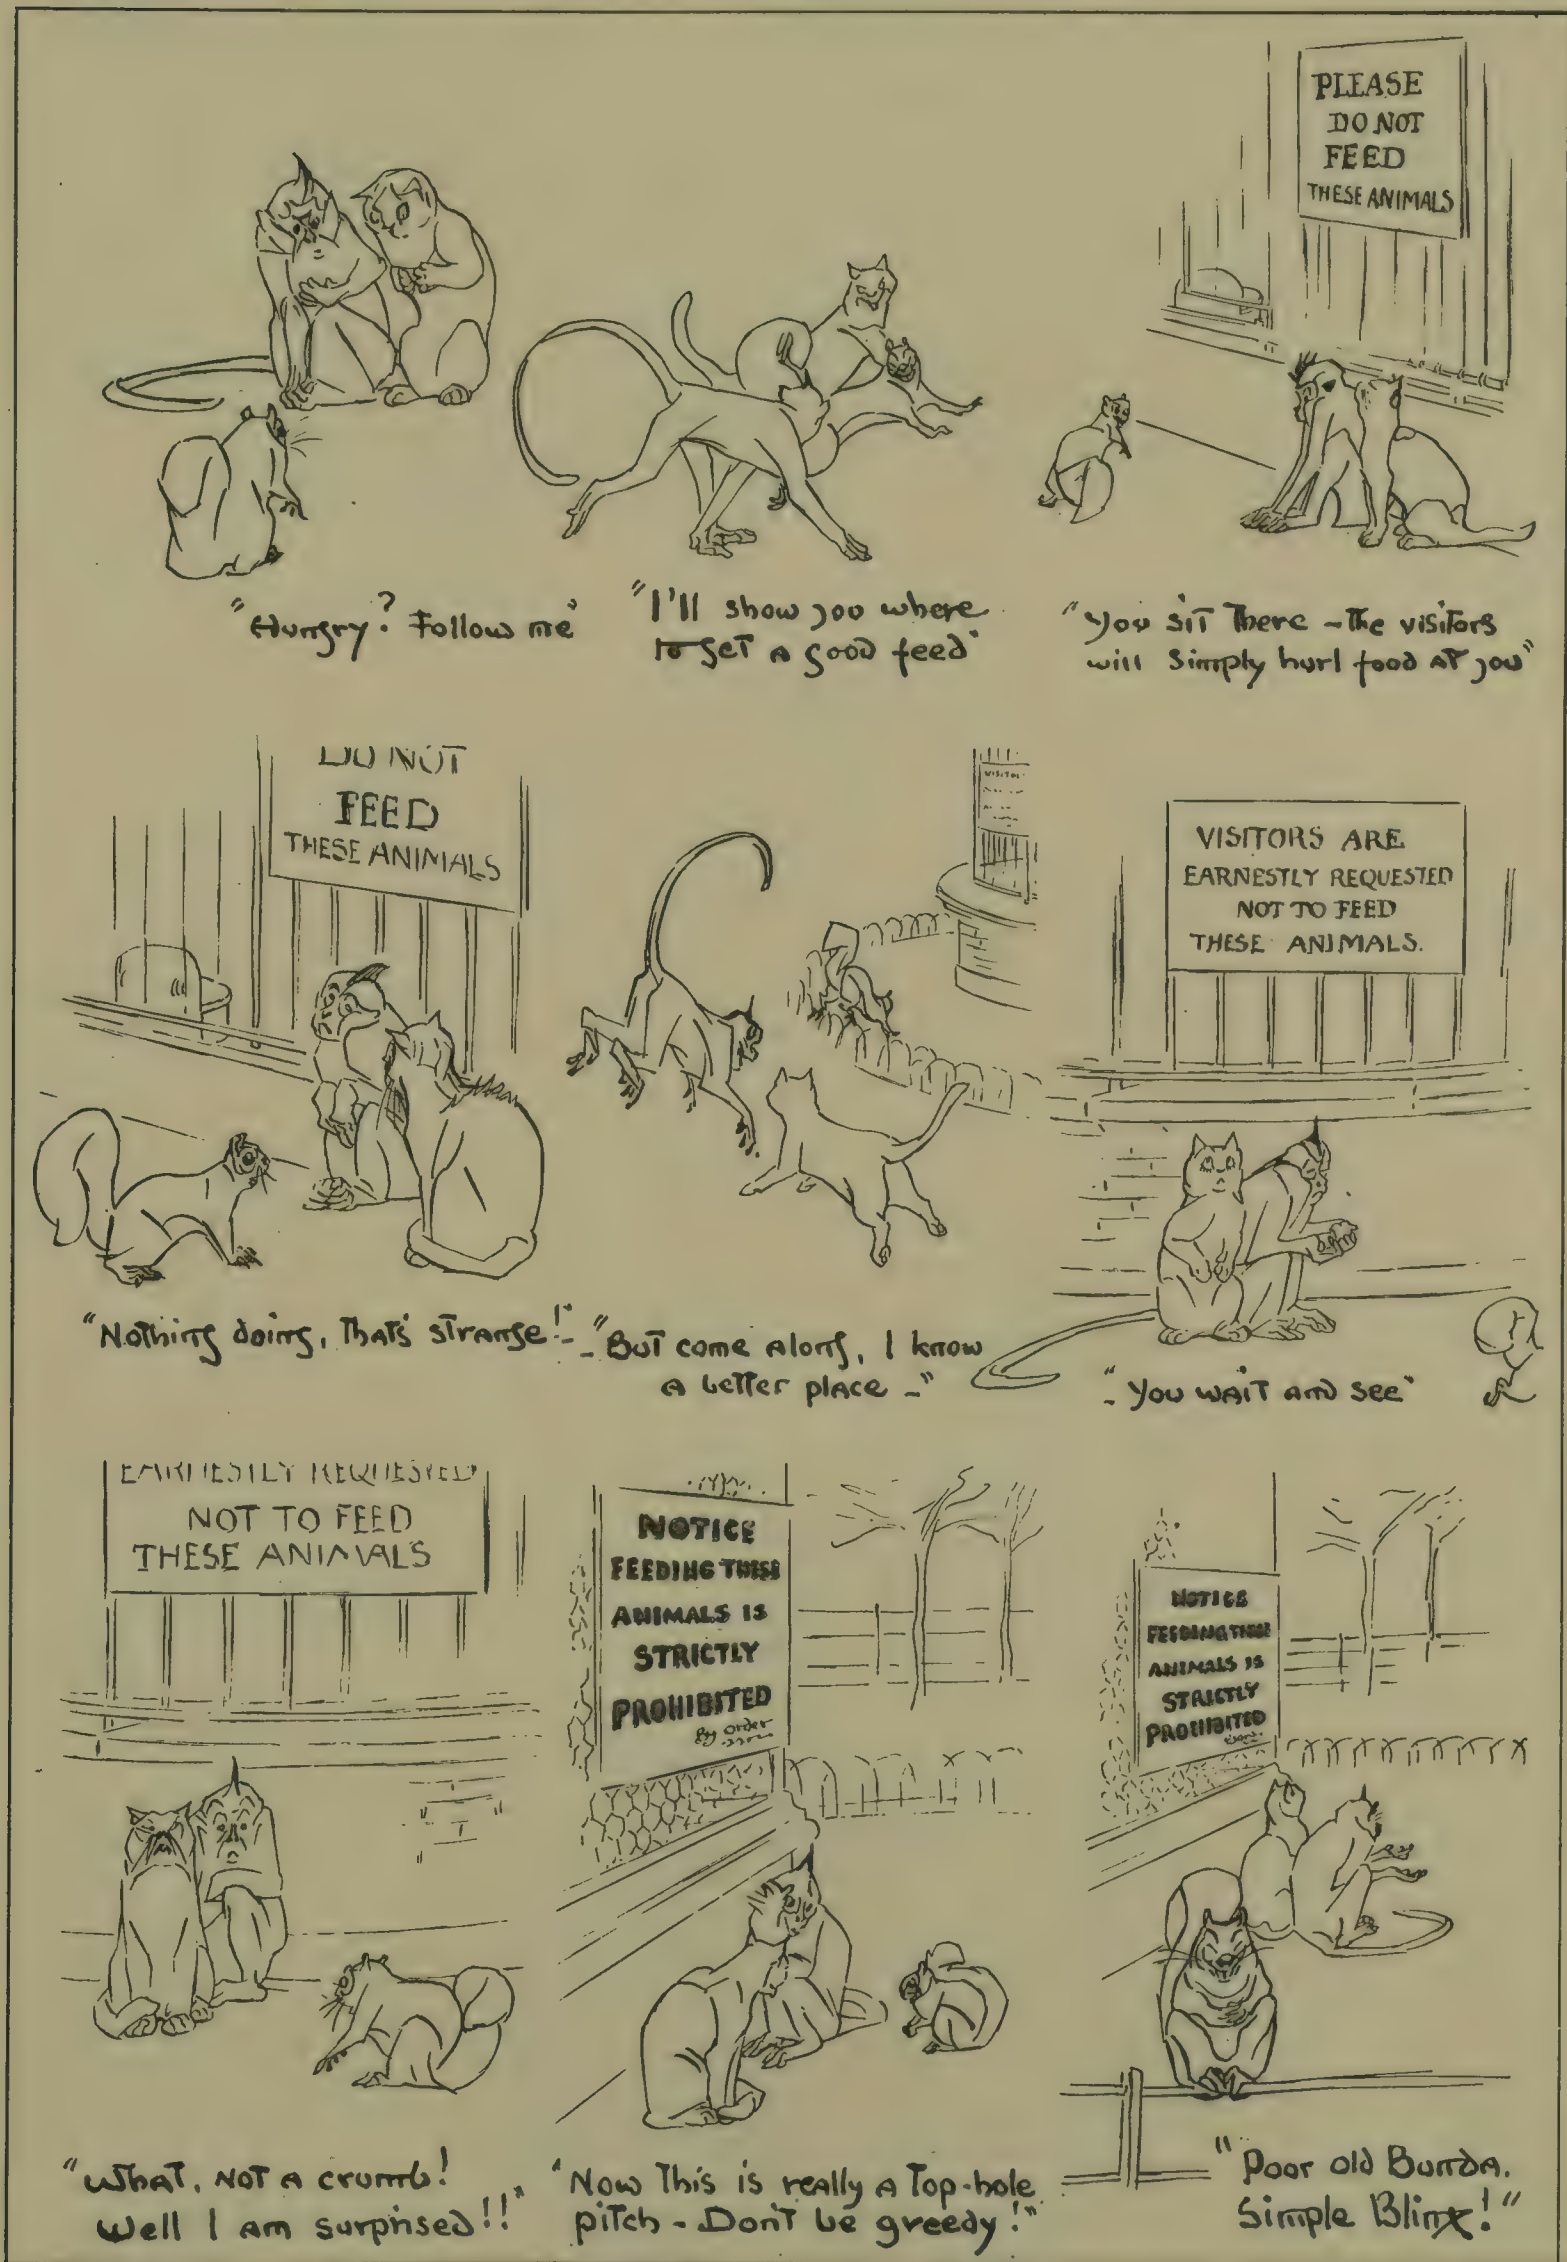 PLEASE
DO NOT
FEED
THESE ANIMALS
"Hungry? Follow me"
"I'll show you where
to get a good feed"
"You sit there - the visitors
will simply hurl food at you"
DO NOT
FEED
THESE ANIMALS
"Nothing doing, that's strange!" -
VISITORS
- "But come along, I know
a better place -"
VISITORS ARE
EARNESTLY REQUESTED
NOT TO FEED
THESE ANIMALS.
"- You wait and see"
EARNESTLY REQUESTED
NOT TO FEED
THESE ANIMALS
"What, not a crumb!
Well I am surprised!!"
NOTICE
FEEDING THESE
ANIMALS IS
STRICTLY
PROHIBITED
By order
"Now this is really a top-hole
pitch - Don't be greedy!"
NOTICE
FEEDING THESE
ANIMALS IS
STRICTLY
PROHIBITED
"Poor old Bunda.
Simple Blinx!"